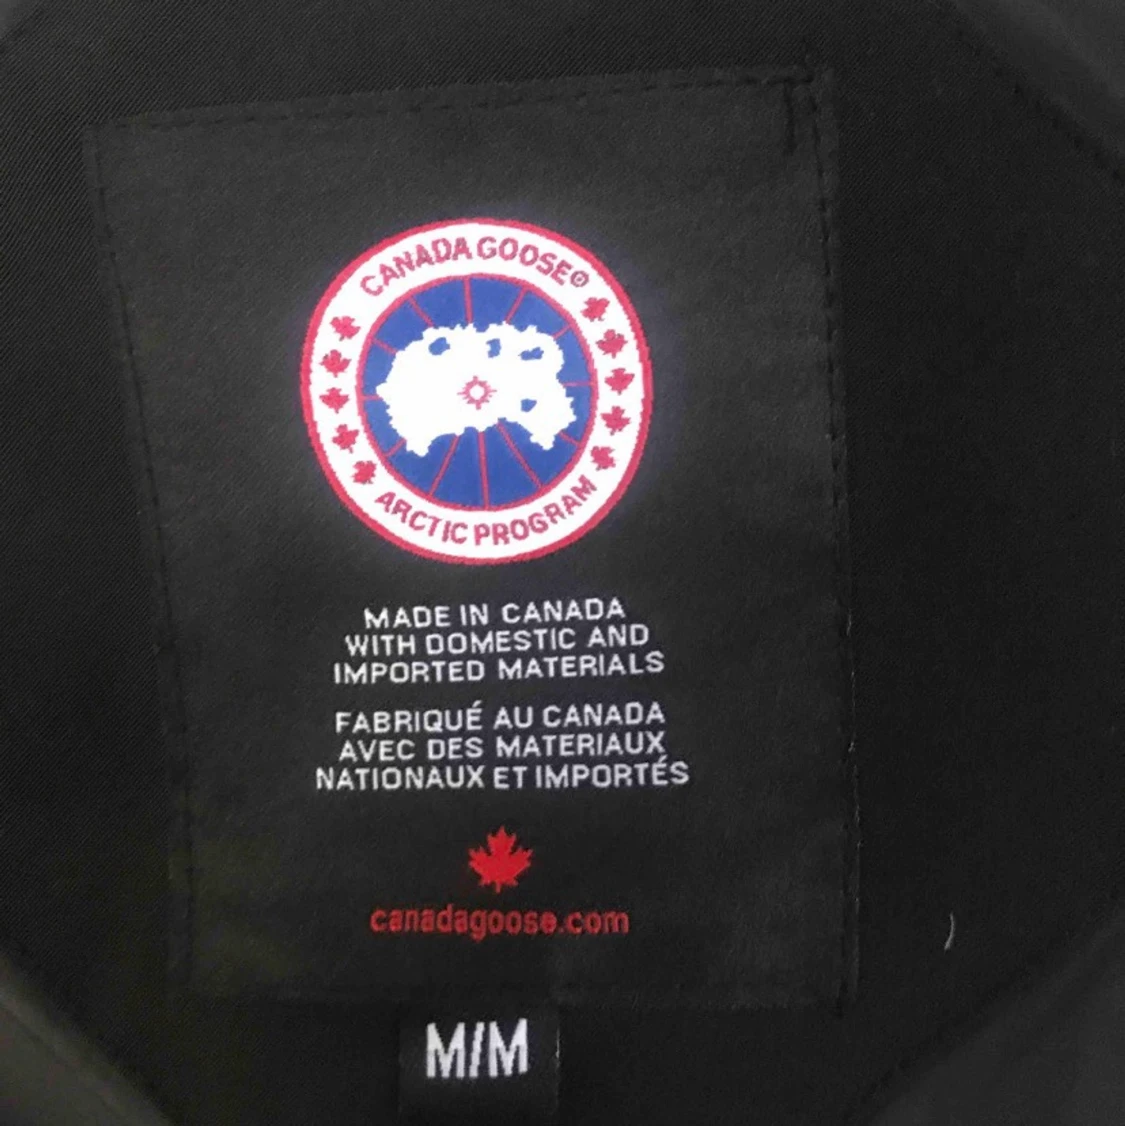 CANADA GOOSE®
ARCTIC PROGRAM
MADE IN CANADA
WITH DOMESTIC AND
IMPORTED MATERIALS
FABRIQUÉ AU CANADA
AVEC DES MATERIAUX
NATIONAUX ET IMPORTÉS
canadagoose.com
M/M